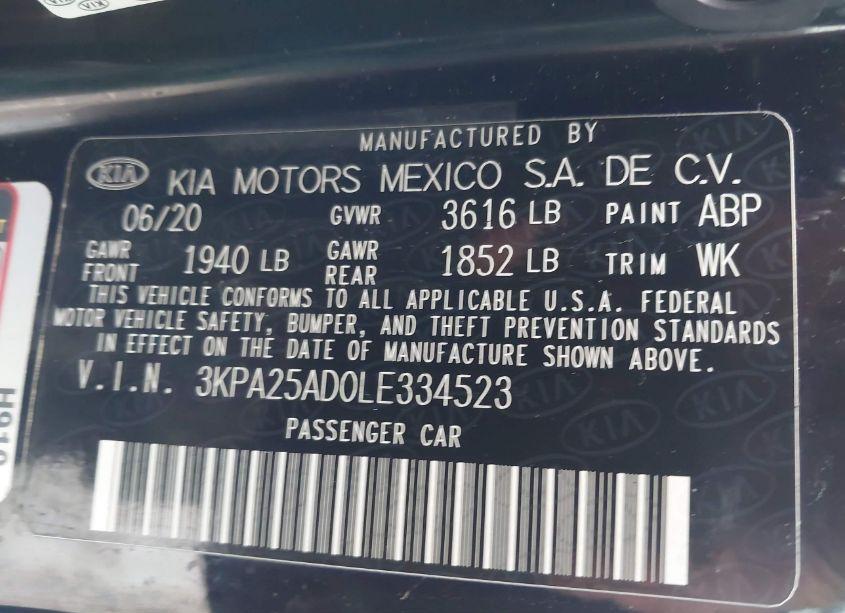 MANUFACTURED BY
KIA KIA MOTORS MEXICO S.A. DE C.V.
06/20 GVWR 3616 LB PAINT ABP
GAWR FRONT 1940 LB GAWR REAR 1852 LB TRIM WK
THIS VEHICLE CONFORMS TO ALL APPLICABLE U.S.A. FEDERAL
MOTOR VEHICLE SAFETY, BUMPER, AND THEFT PREVENTION STANDARDS
IN EFFECT ON THE DATE OF MANUFACTURE SHOWN ABOVE.
V.I.N. 3KPA25AD0LE334523
PASSENGER CAR